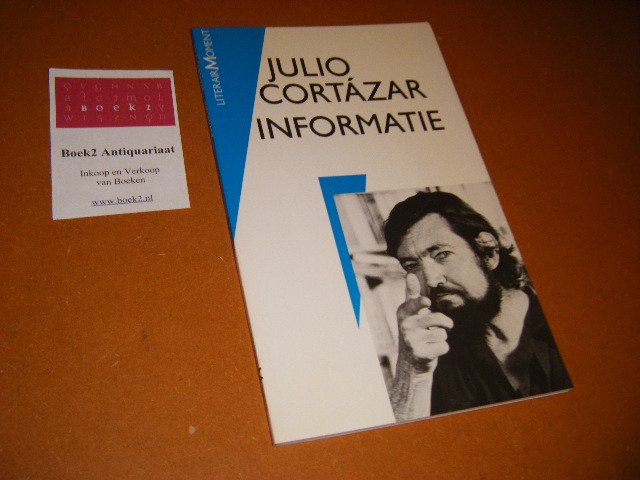 BOEK2
Boek2 Antiquariaat
Inkoop en Verkoop
van Boeken
www.boek2.nl
LITERAIR MOMENT
JULIO
CORTÁZAR
INFORMATIE